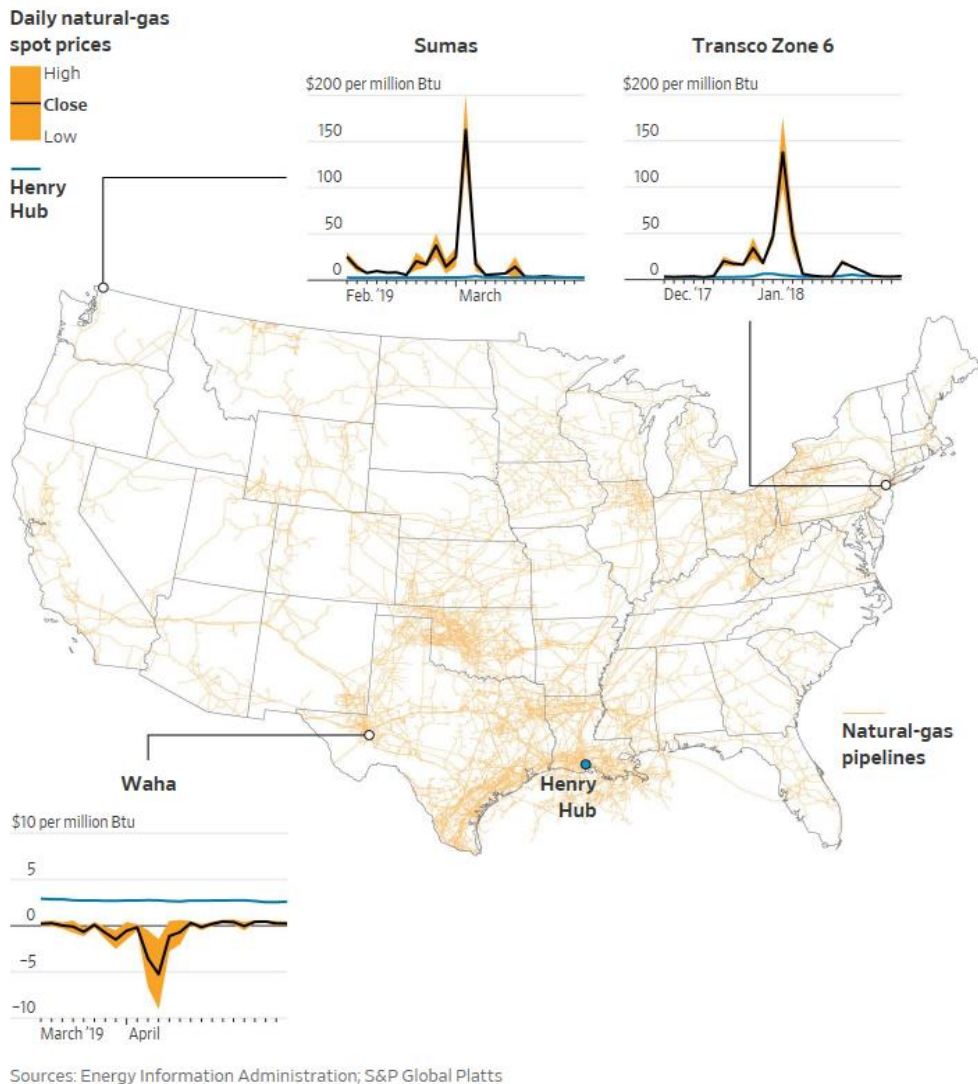 Daily natural-gas
spot prices
High
Close
Low
Henry
Hub
Sumas
$200 per million Btu
150
100
50
0
Feb. '19
March
Transco Zone 6
$200 per million Btu
150
100
50
0
Dec. '17
Jan. '18
Natural-gas
pipelines
Henry
Hub
Waha
$10 per million Btu
5
0
−5
−10
March '19
April
Sources: Energy Information Administration; S&P Global Platts